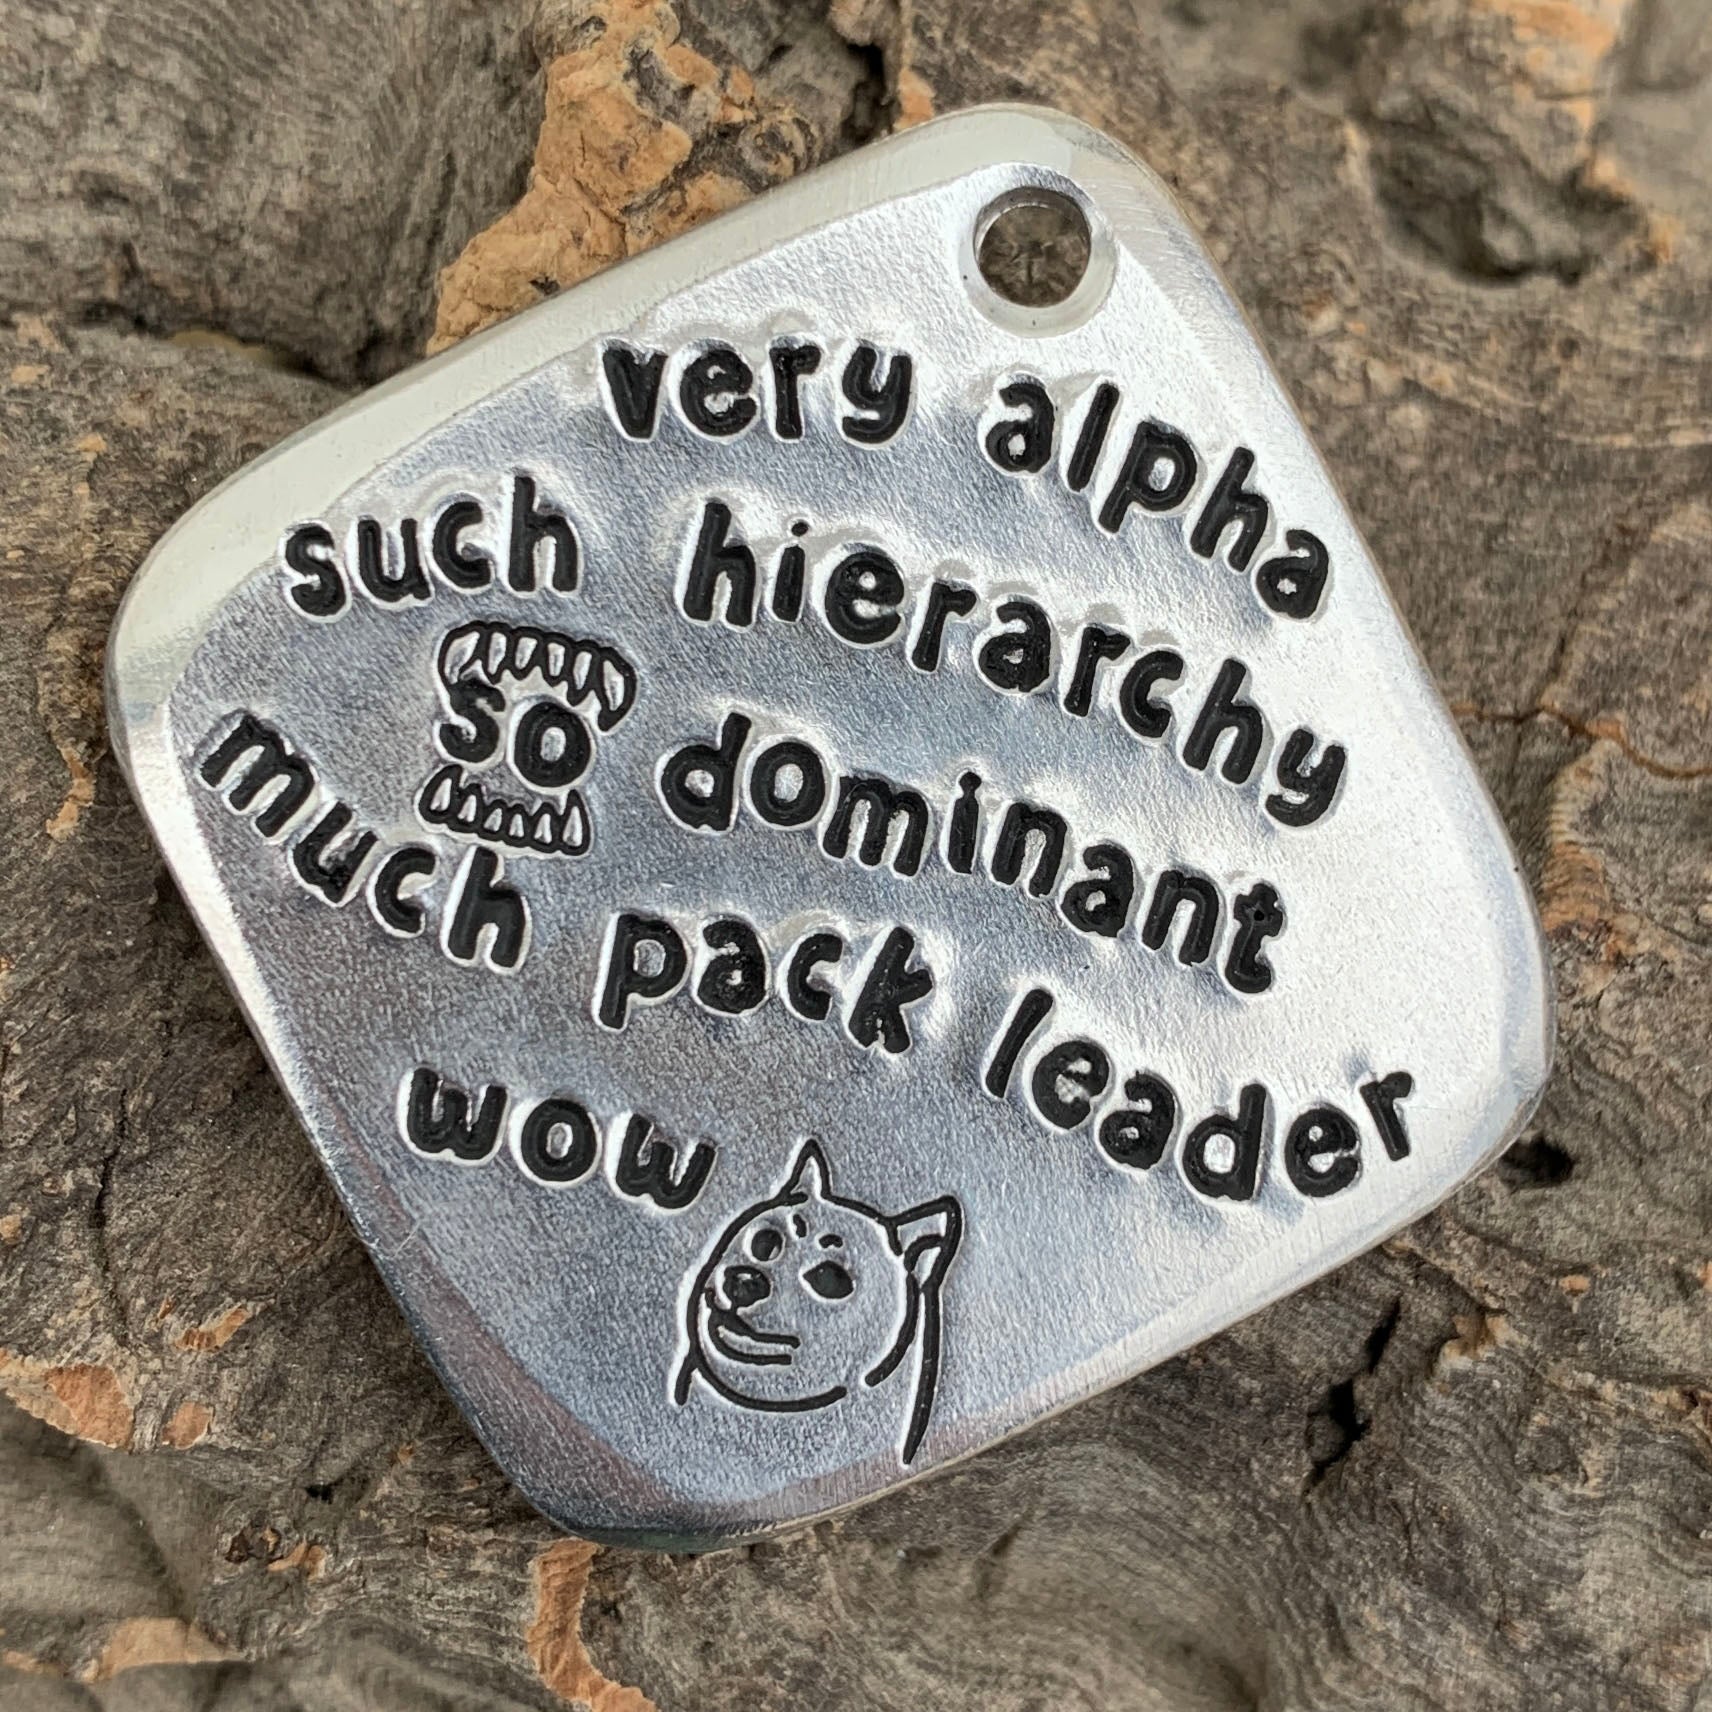 very alpha
such hierarchy
so dominant
much pack leader
wow